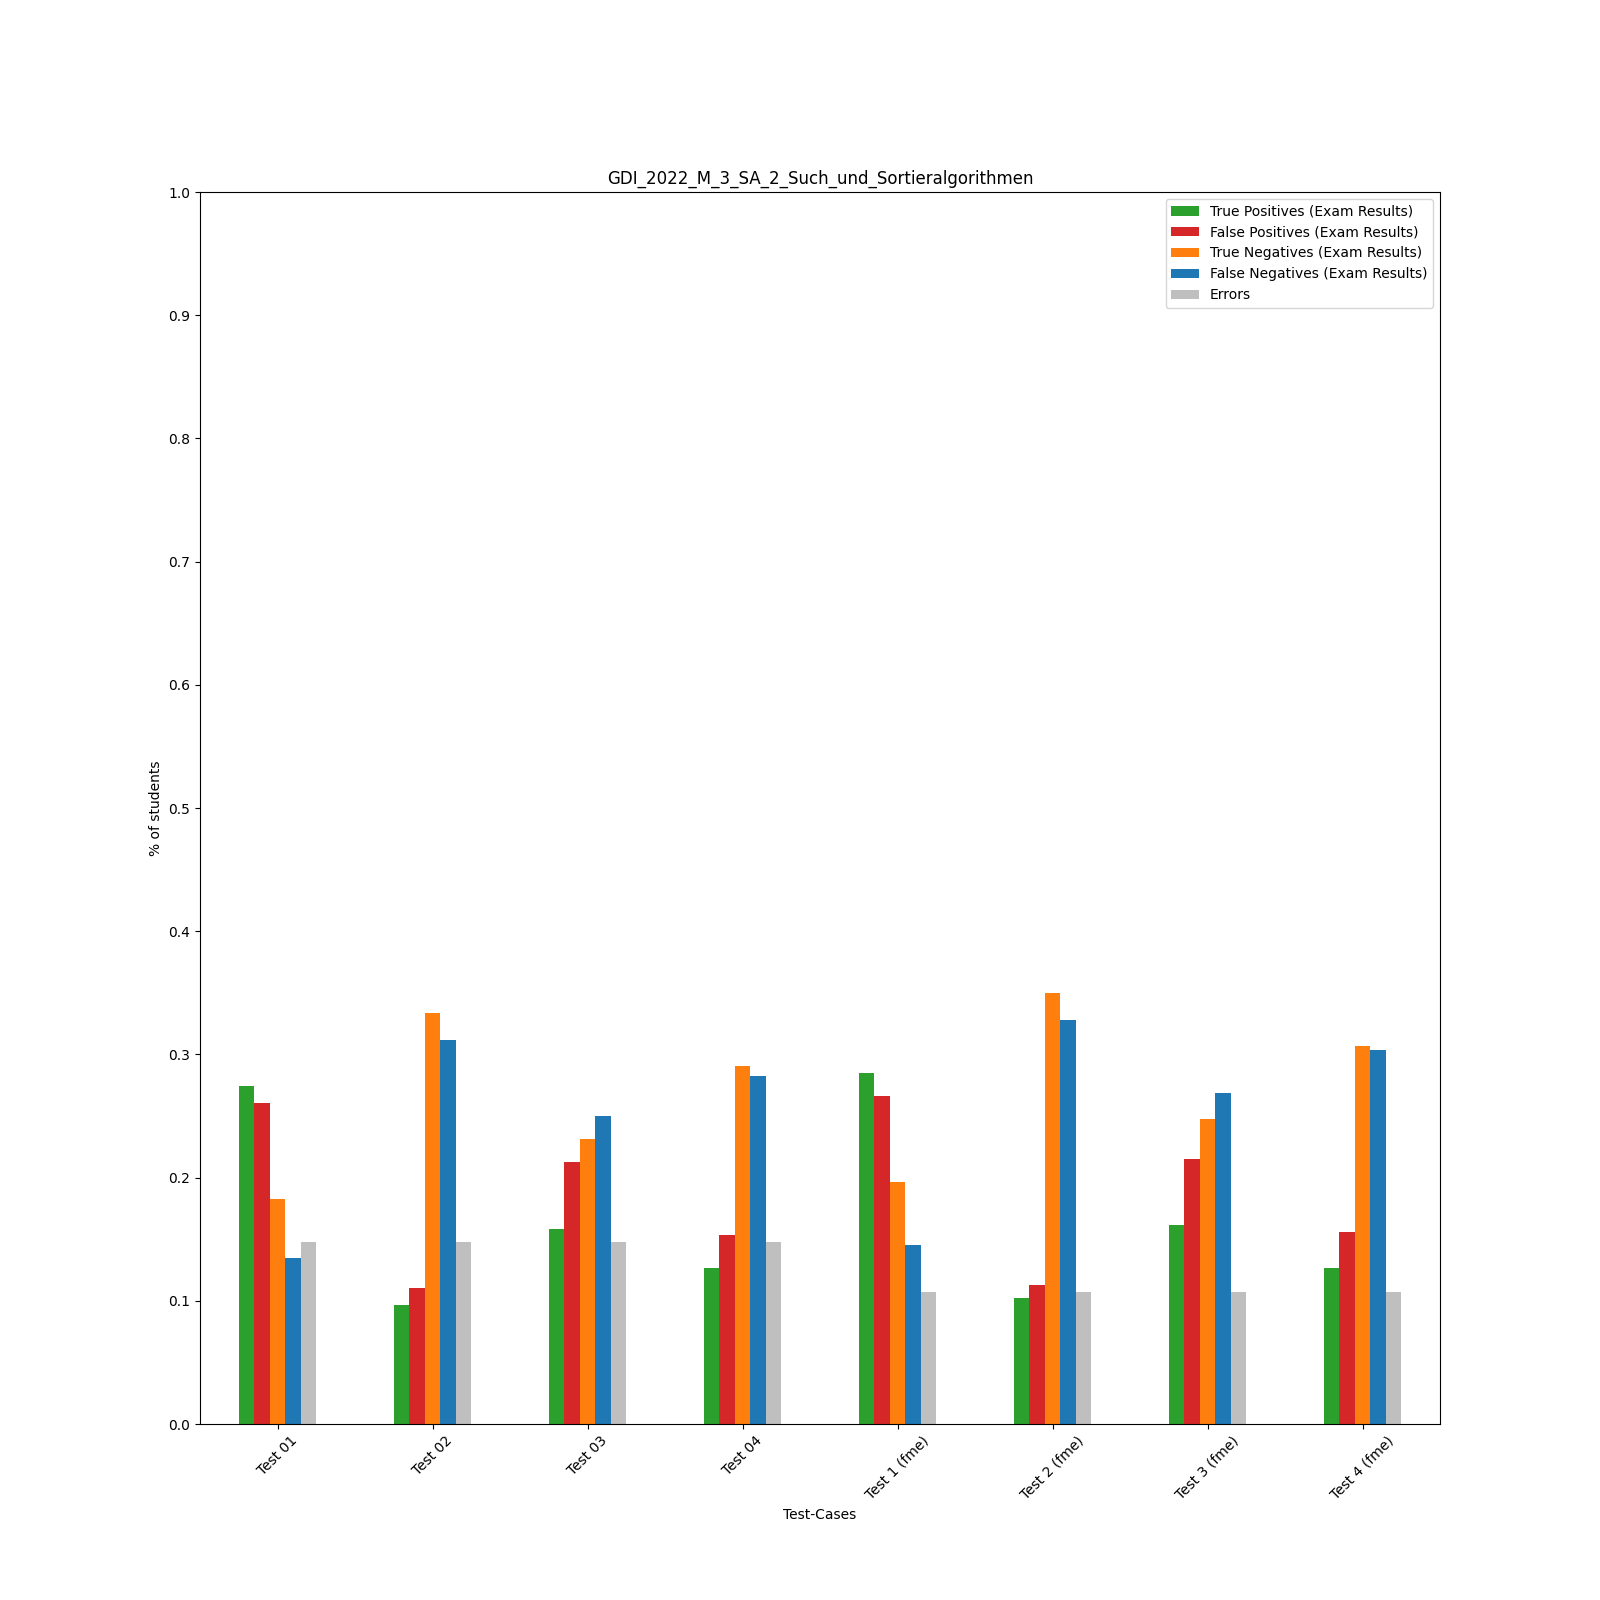 GDI_2022_M_3_SA_2_Such_und_Sortieralgorithmen
True Positives (Exam Results)
False Positives (Exam Results)
True Negatives (Exam Results)
False Negatives (Exam Results)
Errors
1.0
0.9
0.8
0.7
0.6
0.5
0.4
0.3
0.2
0.1
0.0
% of students
Test 01
Test 02
Test 03
Test 04
Test 1 (fme)
Test 2 (fme)
Test 3 (fme)
Test 4 (fme)
Test-Cases